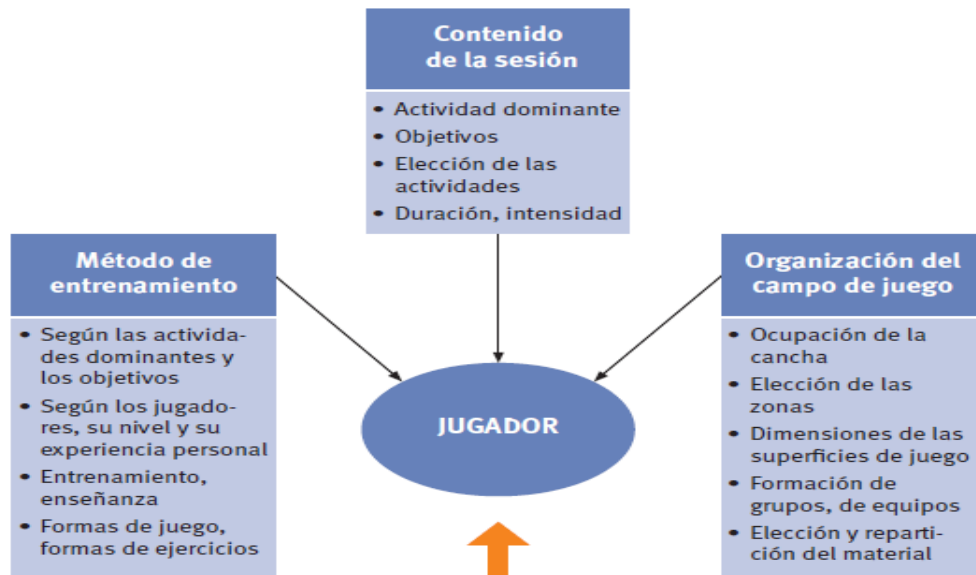 Contenido
de la sesión
• Actividad dominante
• Objetivos
• Elección de las
actividades
• Duración, intensidad
Método de
entrenamiento
• Según las activida-
des dominantes y
los objetivos
• Según los jugado-
res, su nivel y su
experiencia personal
• Entrenamiento,
enseñanza
• Formas de juego,
formas de ejercicios
JUGADOR
Organización del
campo de juego
• Ocupación de la
cancha
• Elección de las
zonas
• Dimensiones de las
superficies de juego
• Formación de
grupos, de equipos
• Elección y reparti-
ción del material